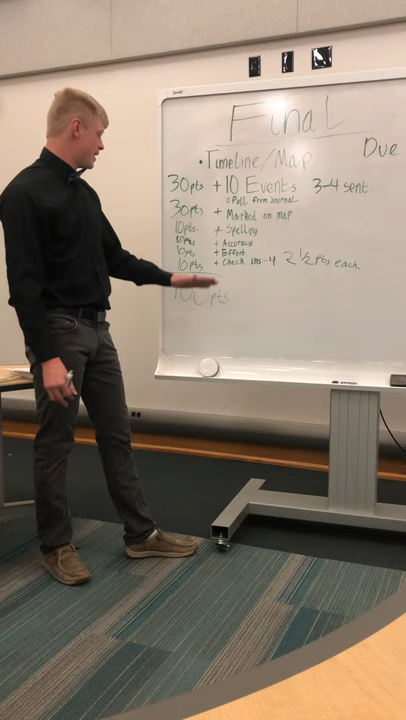 Final
• Timeline/Map Due
30pts + 10 Events 3-4 sent.
o Pull from Journal
30pts + Marked on map
10pts. + Spelling
10pts + Accuracy
10pts + Effort
10pts + Check ins-4 2 1/2 pts each.
100pts